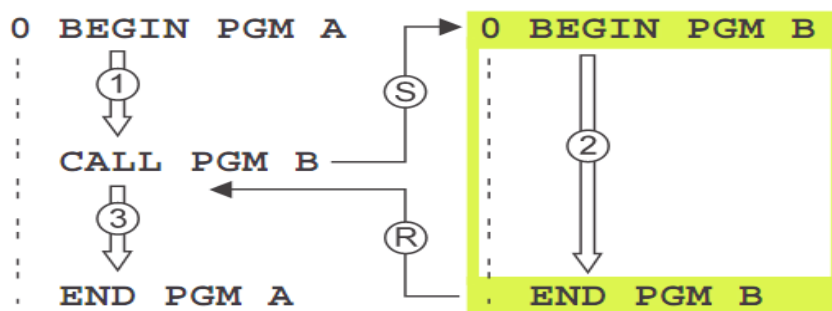 0 BEGIN PGM A
1
S
CALL PGM B
3
R
END PGM A
0 BEGIN PGM B
2
END PGM B